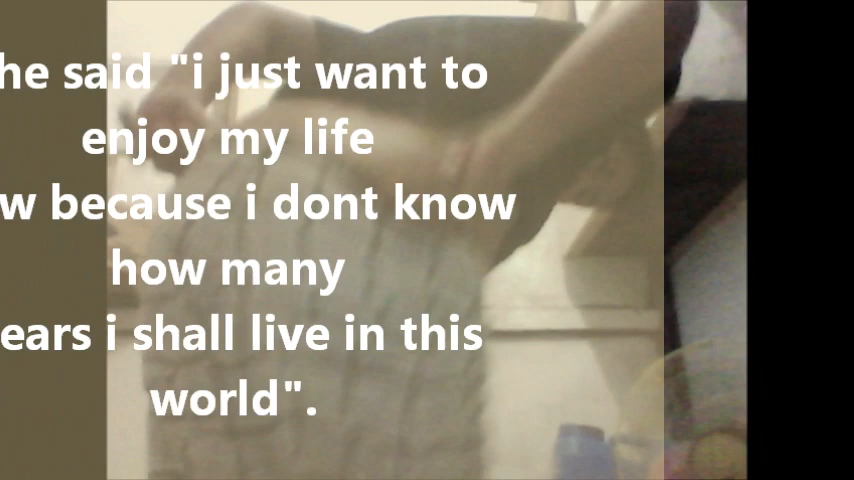 he said "i just want to
enjoy my life
w because i dont know
how many
ears i shall live in this
world".